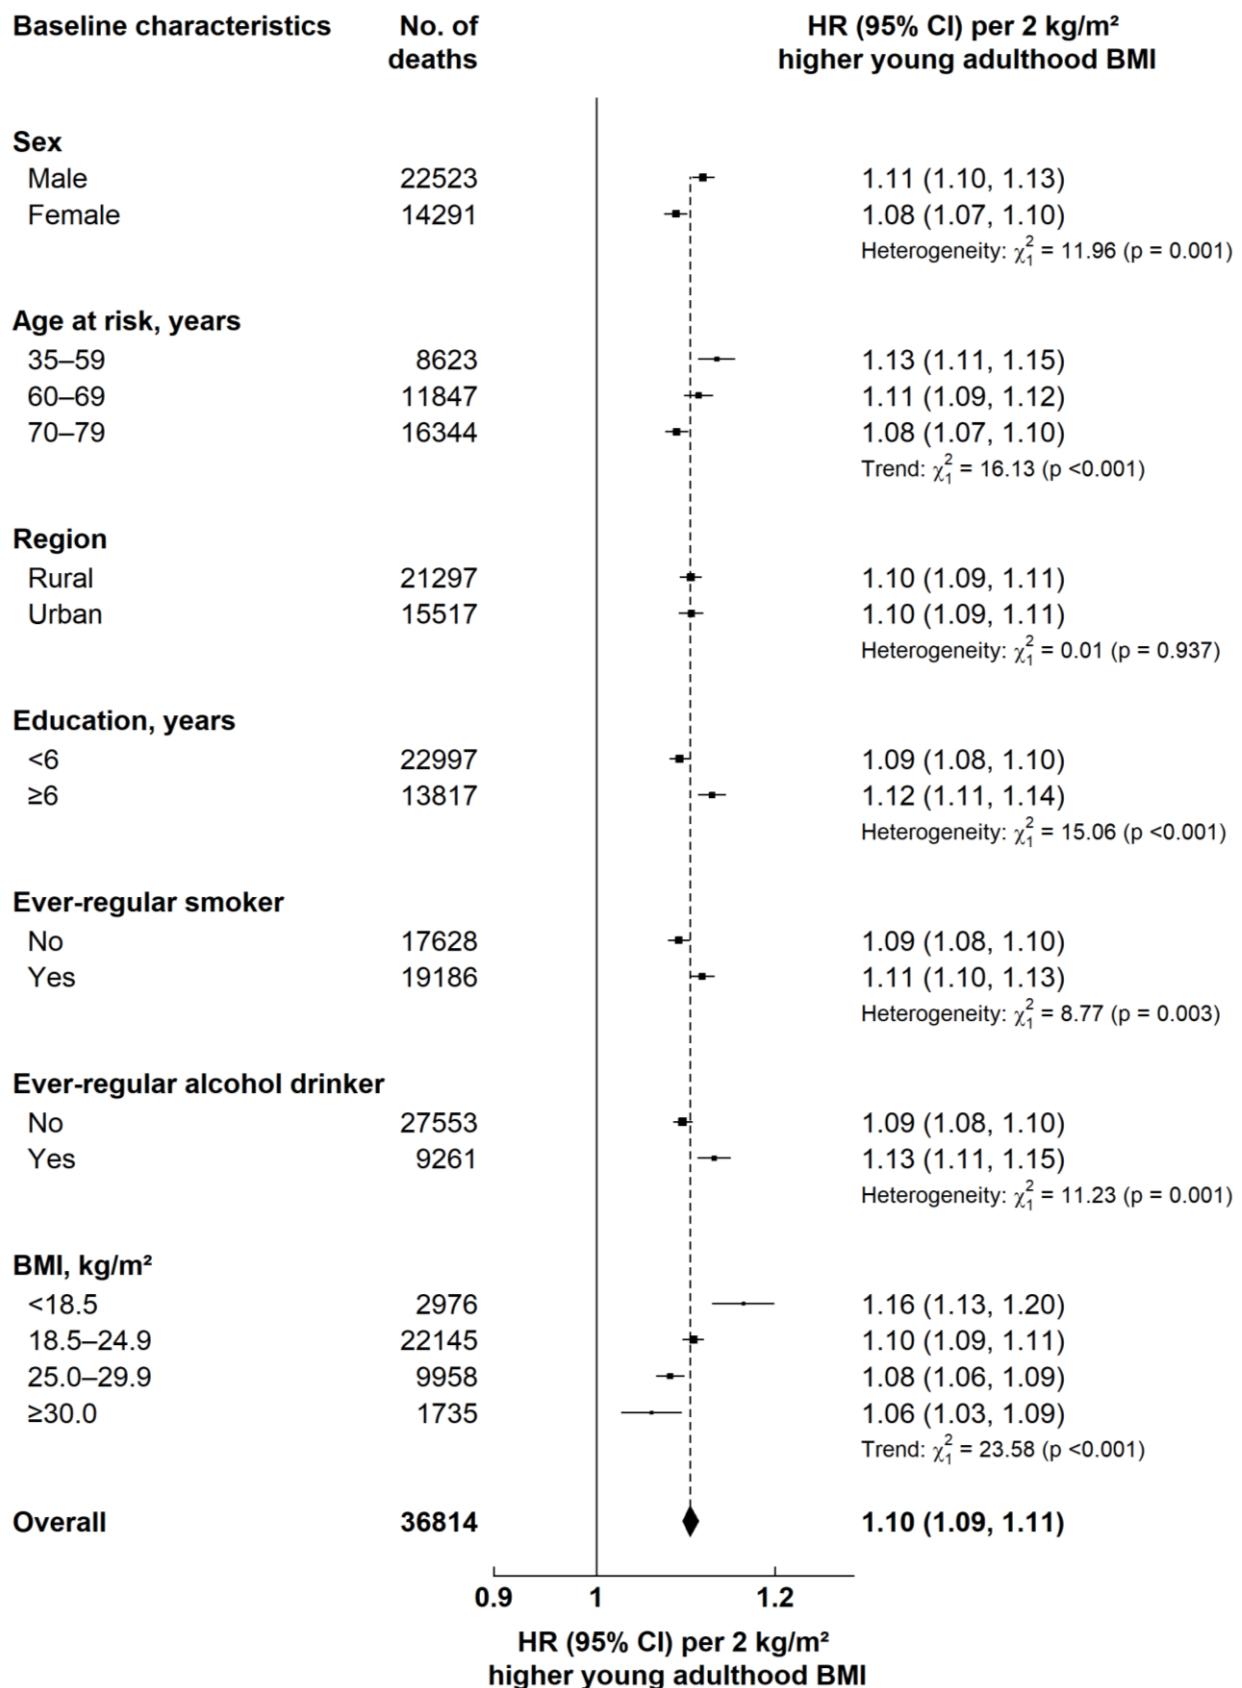 Baseline characteristics No. of deaths HR (95% CI) per 2 kg/m² higher young adulthood BMI
Sex
Male 22523 1.11 (1.10, 1.13)
Female 14291 1.08 (1.07, 1.10)
Heterogeneity: χ²₁ = 11.96 (p = 0.001)
Age at risk, years
35–59 8623 1.13 (1.11, 1.15)
60–69 11847 1.11 (1.09, 1.12)
70–79 16344 1.08 (1.07, 1.10)
Trend: χ²₁ = 16.13 (p <0.001)
Region
Rural 21297 1.10 (1.09, 1.11)
Urban 15517 1.10 (1.09, 1.11)
Heterogeneity: χ²₁ = 0.01 (p = 0.937)
Education, years
<6 22997 1.09 (1.08, 1.10)
≥6 13817 1.12 (1.11, 1.14)
Heterogeneity: χ²₁ = 15.06 (p <0.001)
Ever-regular smoker
No 17628 1.09 (1.08, 1.10)
Yes 19186 1.11 (1.10, 1.13)
Heterogeneity: χ²₁ = 8.77 (p = 0.003)
Ever-regular alcohol drinker
No 27553 1.09 (1.08, 1.10)
Yes 9261 1.13 (1.11, 1.15)
Heterogeneity: χ²₁ = 11.23 (p = 0.001)
BMI, kg/m²
<18.5 2976 1.16 (1.13, 1.20)
18.5–24.9 22145 1.10 (1.09, 1.11)
25.0–29.9 9958 1.08 (1.06, 1.09)
≥30.0 1735 1.06 (1.03, 1.09)
Trend: χ²₁ = 23.58 (p <0.001)
Overall 36814 1.10 (1.09, 1.11)
0.9 1 1.2
HR (95% CI) per 2 kg/m²
higher young adulthood BMI